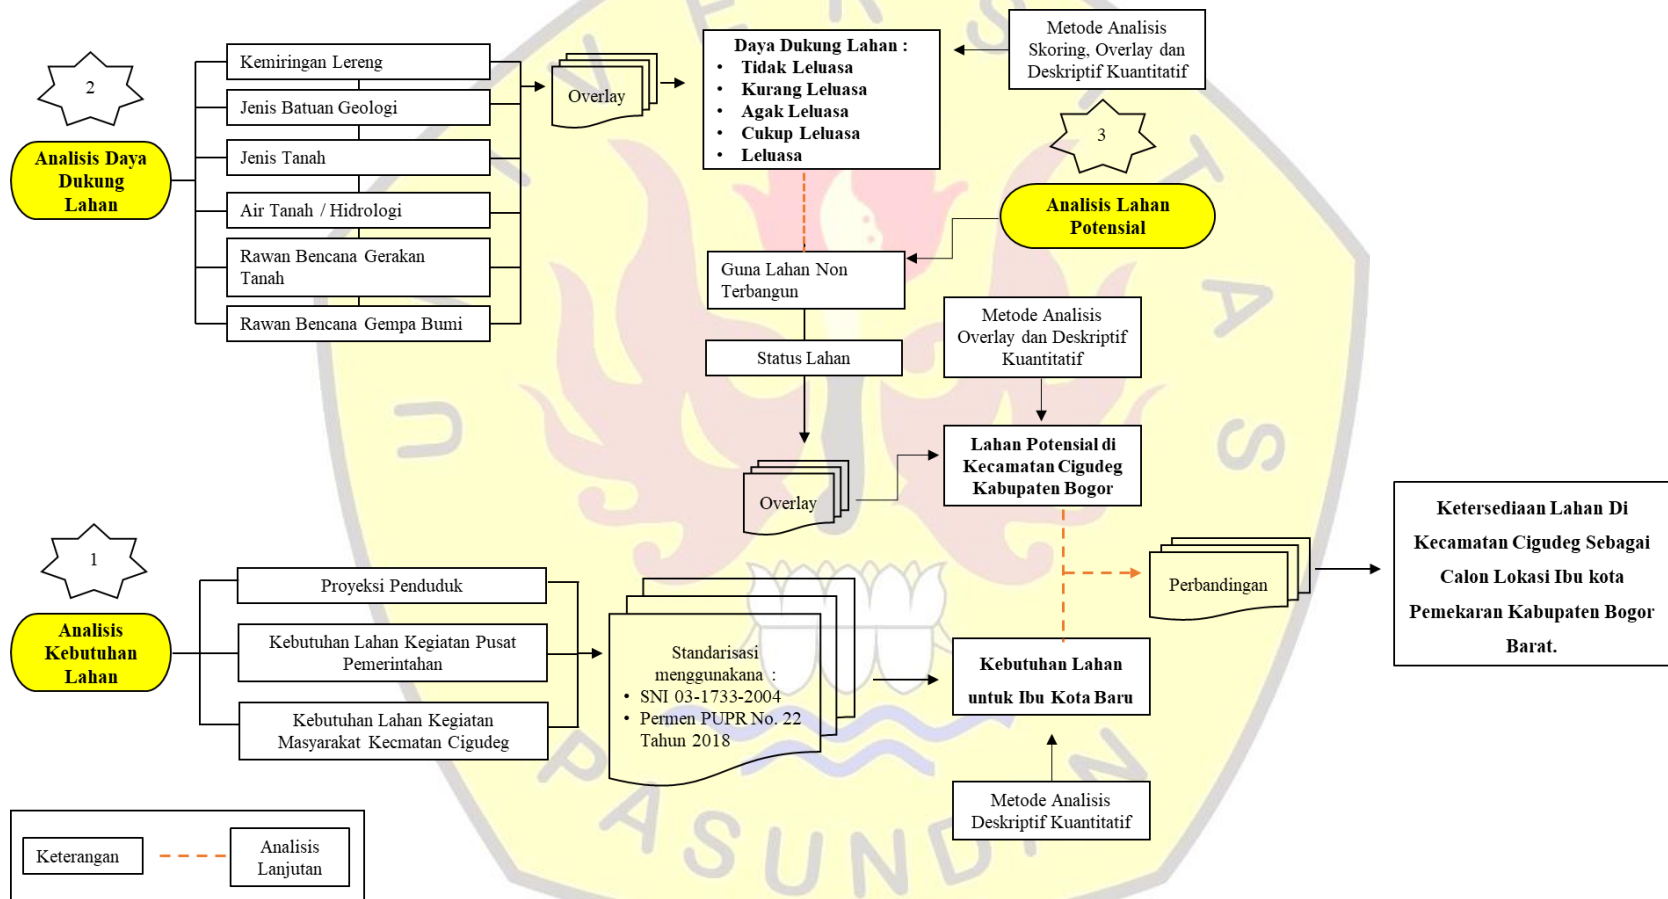 2
Analisis Daya
Dukung
Lahan
Kemiringan Lereng
Jenis Batuan Geologi
Jenis Tanah
Air Tanah / Hidrologi
Rawan Bencana Gerakan
Tanah
Rawan Bencana Gempa Bumi
Overlay
Daya Dukung Lahan :
• Tidak Leluasa
• Kurang Leluasa
• Agak Leluasa
• Cukup Leluasa
• Leluasa
Metode Analisis
Skoring, Overlay dan
Deskriptif Kuantitatif
3
Analisis Lahan
Potensial
Guna Lahan Non
Terbangun
Status Lahan
Overlay
Metode Analisis
Overlay dan Deskriptif
Kuantitatif
Lahan Potensial di
Kecamatan Cigudeg
Kabupaten Bogor
1
Analisis
Kebutuhan
Lahan
Proyeksi Penduduk
Kebutuhan Lahan Kegiatan Pusat
Pemerintahan
Kebutuhan Lahan Kegiatan
Masyarakat Kecmatan Cigudeg
Standarisasi
menggunakana :
• SNI 03-1733-2004
• Permen PUPR No. 22
Tahun 2018
Kebutuhan Lahan
untuk Ibu Kota Baru
Metode Analisis
Deskriptif Kuantitatif
Perbandingan
Ketersediaan Lahan Di
Kecamatan Cigudeg Sebagai
Calon Lokasi Ibu kota
Pemekaran Kabupaten Bogor
Barat.
Keterangan
Analisis
Lanjutan
UNIVERSITAS
PASUNDAN